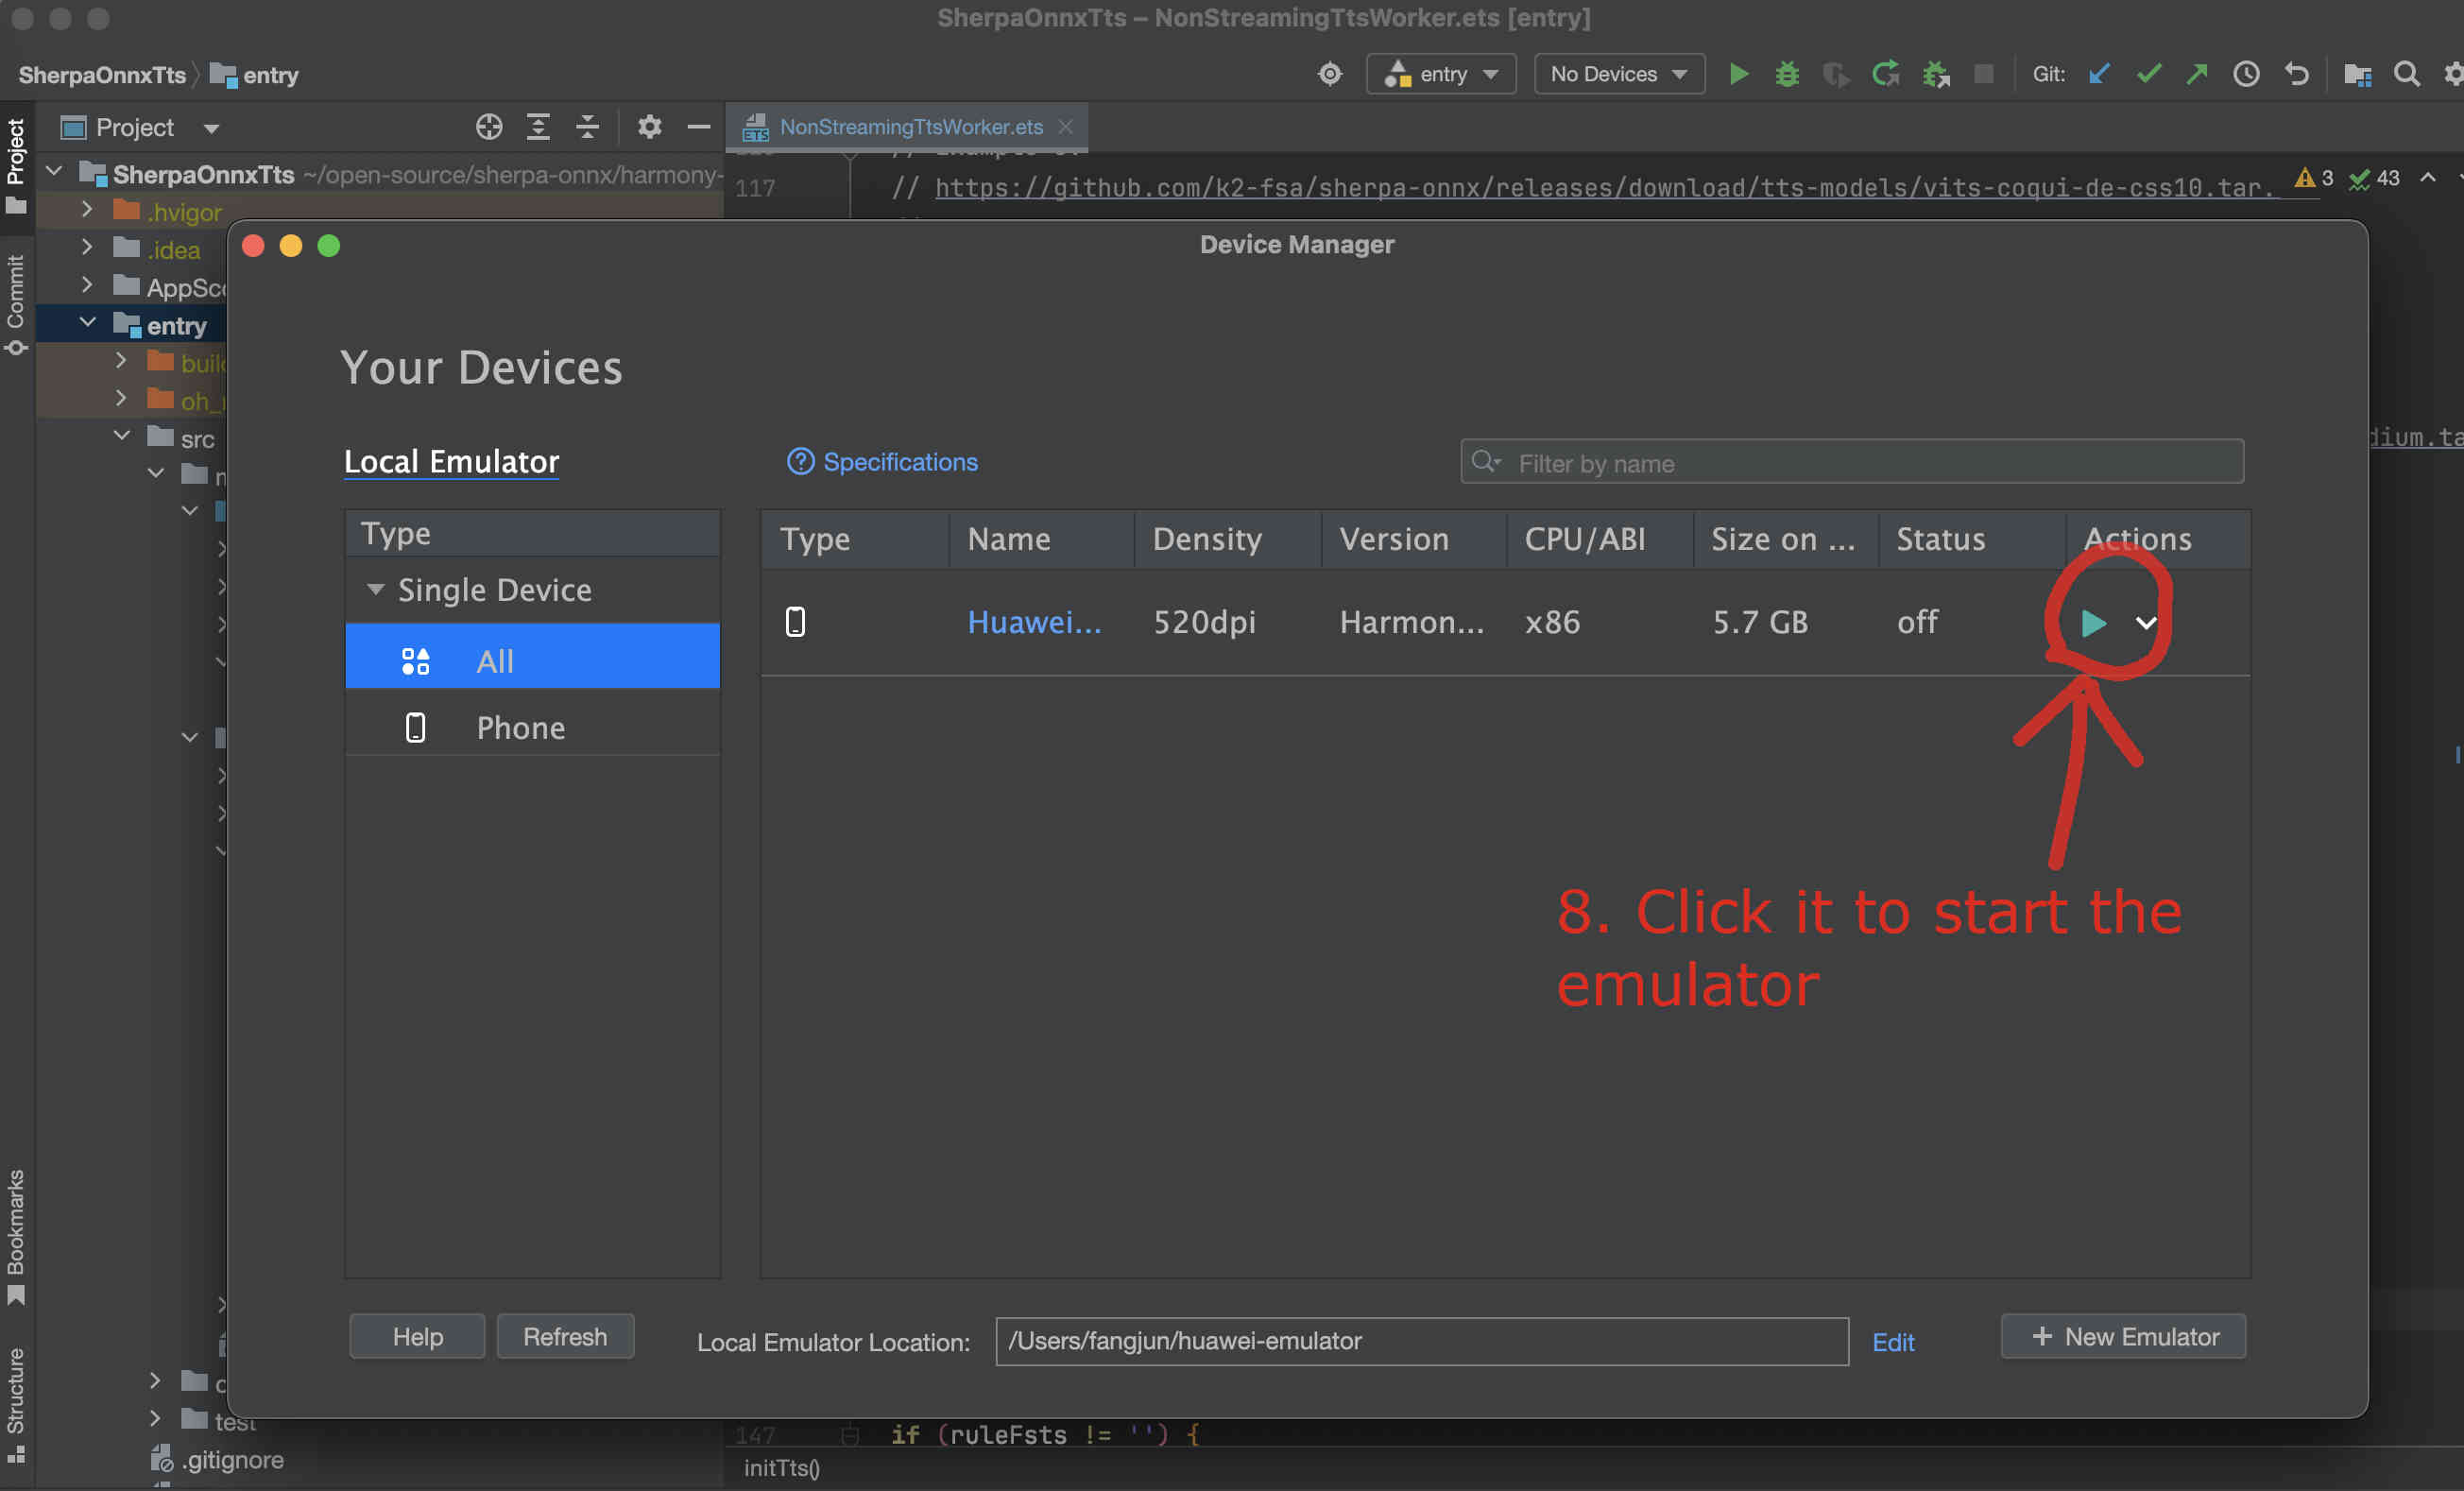 SherpaOnnxTts – NonStreamingTtsWorker.ets [entry]
SherpaOnnxTts entry
entry
No Devices
Git:
Project
Project
Commit
Bookmarks
Structure
NonStreamingTtsWorker.ets
SherpaOnnxTts ~/open-source/sherpa-onnx/harmony-
.hvigor
.idea
AppSco
entry
src
test
.gitignore
117 // https://github.com/k2-fsa/sherpa-onnx/releases/download/tts-models/vits-coqui-de-css10.tar.
3 43
dium.ta
Device Manager
Your Devices
Local Emulator
Specifications
Filter by name
Type
Single Device
All
Phone
Type Name Density Version CPU/ABI Size on ... Status Actions
Huawei... 520dpi Harmon... x86 5.7 GB off
8. Click it to start the
emulator
Help Refresh Local Emulator Location: /Users/fangjun/huawei-emulator Edit + New Emulator
147 if (ruleFsts != '') {
initTts()